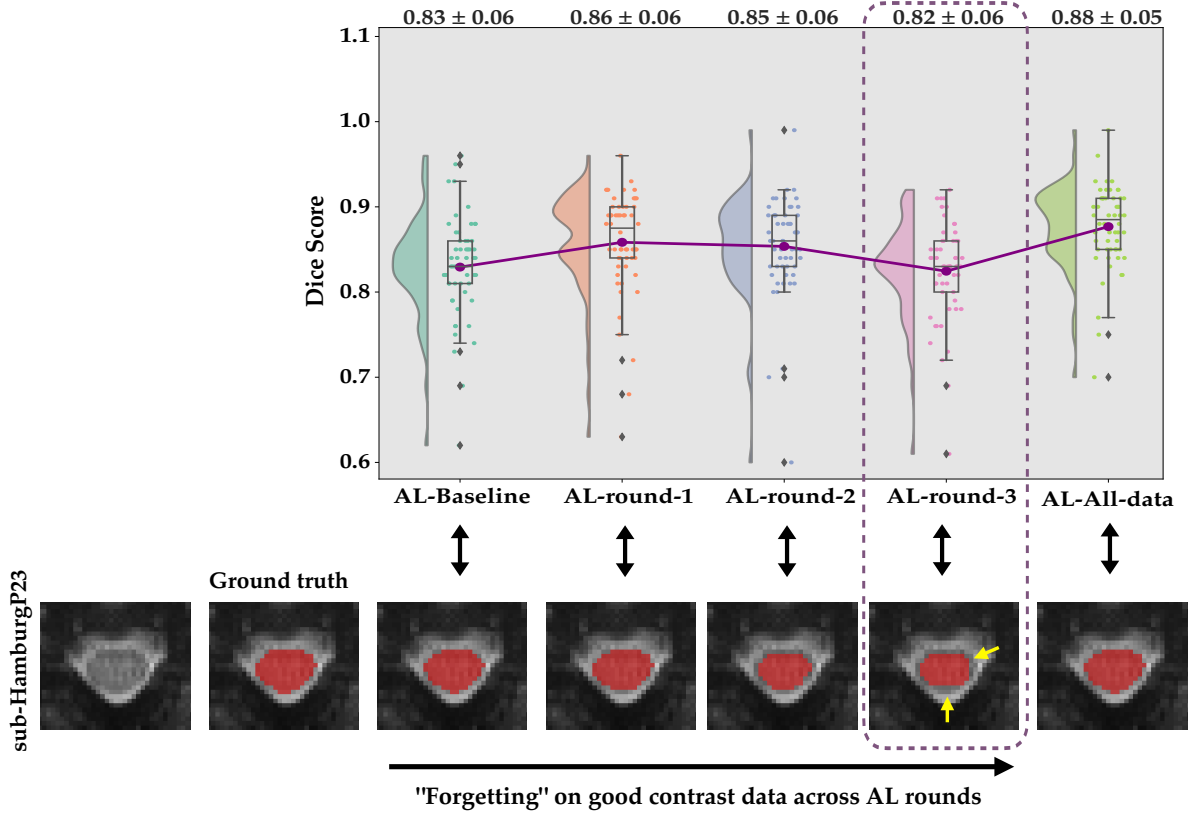 0.83 ± 0.06 0.86 ± 0.06 0.85 ± 0.06 0.82 ± 0.06 0.88 ± 0.05
1.1
1.0
0.9
0.8
0.7
0.6
Dice Score
AL-Baseline AL-round-1 AL-round-2 AL-round-3 AL-All-data
Ground truth
sub-HamburgP23
"Forgetting" on good contrast data across AL rounds